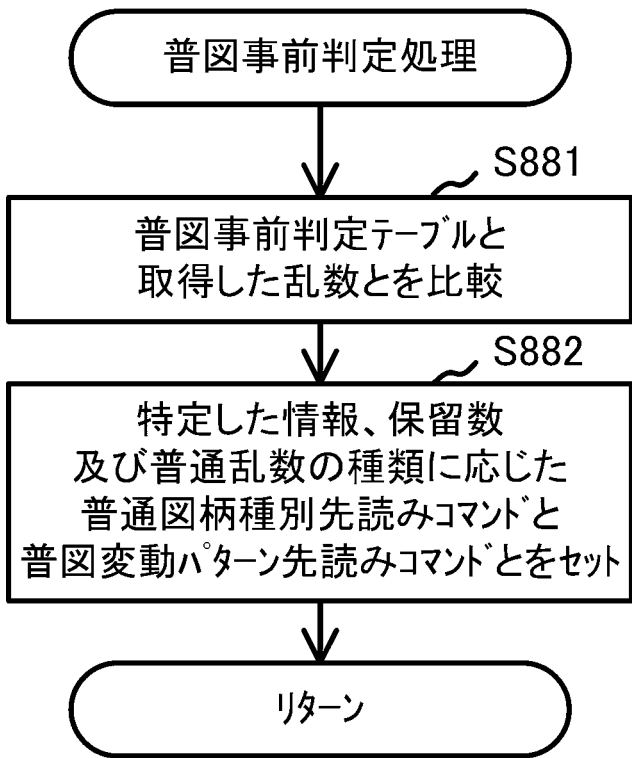 普図事前判定処理
S881
普図事前判定ﾃｰﾌﾞﾙと
取得した乱数とを比較
S882
特定した情報、保留数
及び普通乱数の種類に応じた
普通図柄種別先読みｺﾏﾝﾄﾞと
普図変動ﾊﾟﾀｰﾝ先読みｺﾏﾝﾄﾞとをｾｯﾄ
ﾘﾀｰﾝ